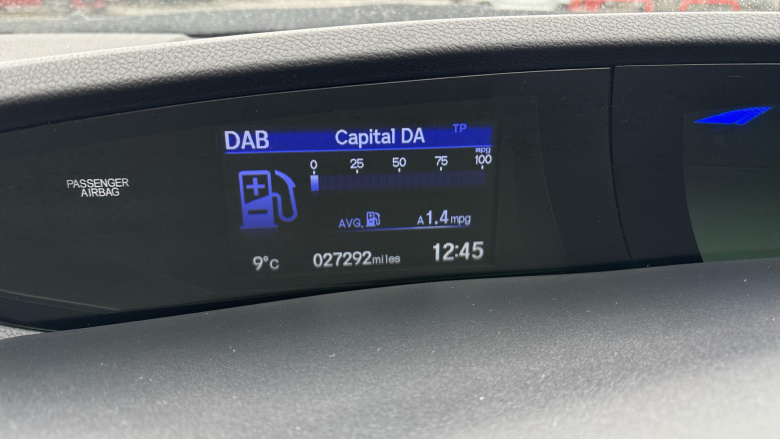 DAB Capital DA TP
mpg
0 25 50 75 100
PASSENGER
AIRBAG
AVG. A 1.4 mpg
9°C 027292 miles 12:45